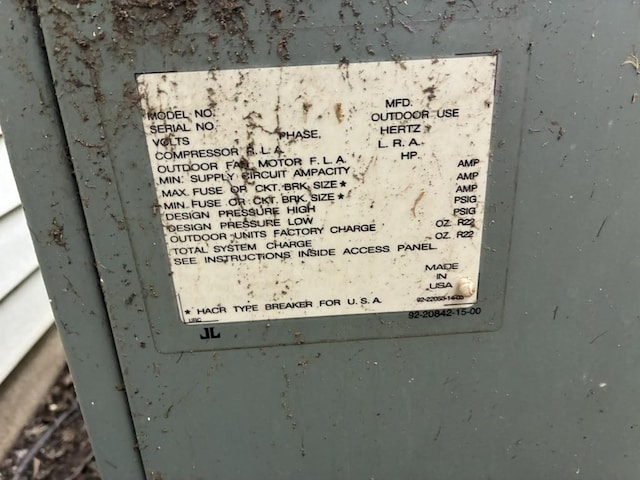 MFD.
MODEL NO. OUTDOOR USE
SERIAL NO HERTZ
VOLTS PHASE, L. R. A.
COMPRESSOR R. L. A. HP.
OUTDOOR FAN MOTOR F. L. A. AMP
MIN. SUPPLY CIRCUIT AMPACITY AMP
MAX. FUSE OR CKT. BRK. SIZE* AMP
MIN. FUSE OR CKT. BRK. SIZE* PSIG
DESIGN PRESSURE HIGH PSIG
DESIGN PRESSURE LOW OZ. R22
OUTDOOR UNITS FACTORY CHARGE OZ. R22
TOTAL SYSTEM CHARGE
SEE INSTRUCTIONS INSIDE ACCESS PANEL
MADE
IN
USA
* HACR TYPE BREAKER FOR U.S.A.
92-20842-15-00
JL